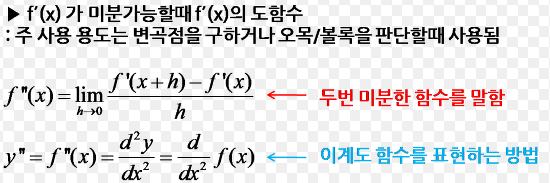 ▶ f′(x) 가 미분가능할때 f′(x)의 도함수
: 주 사용 용도는 변곡점을 구하거나 오목/볼록을 판단할때 사용됨
f"(x) = lim h→0 f'(x+h) − f'(x) / h ← 두번 미분한 함수를 말함
y" = f"(x) = d²y/dx² = d/dx² f(x) ← 이계도 함수를 표현하는 방법